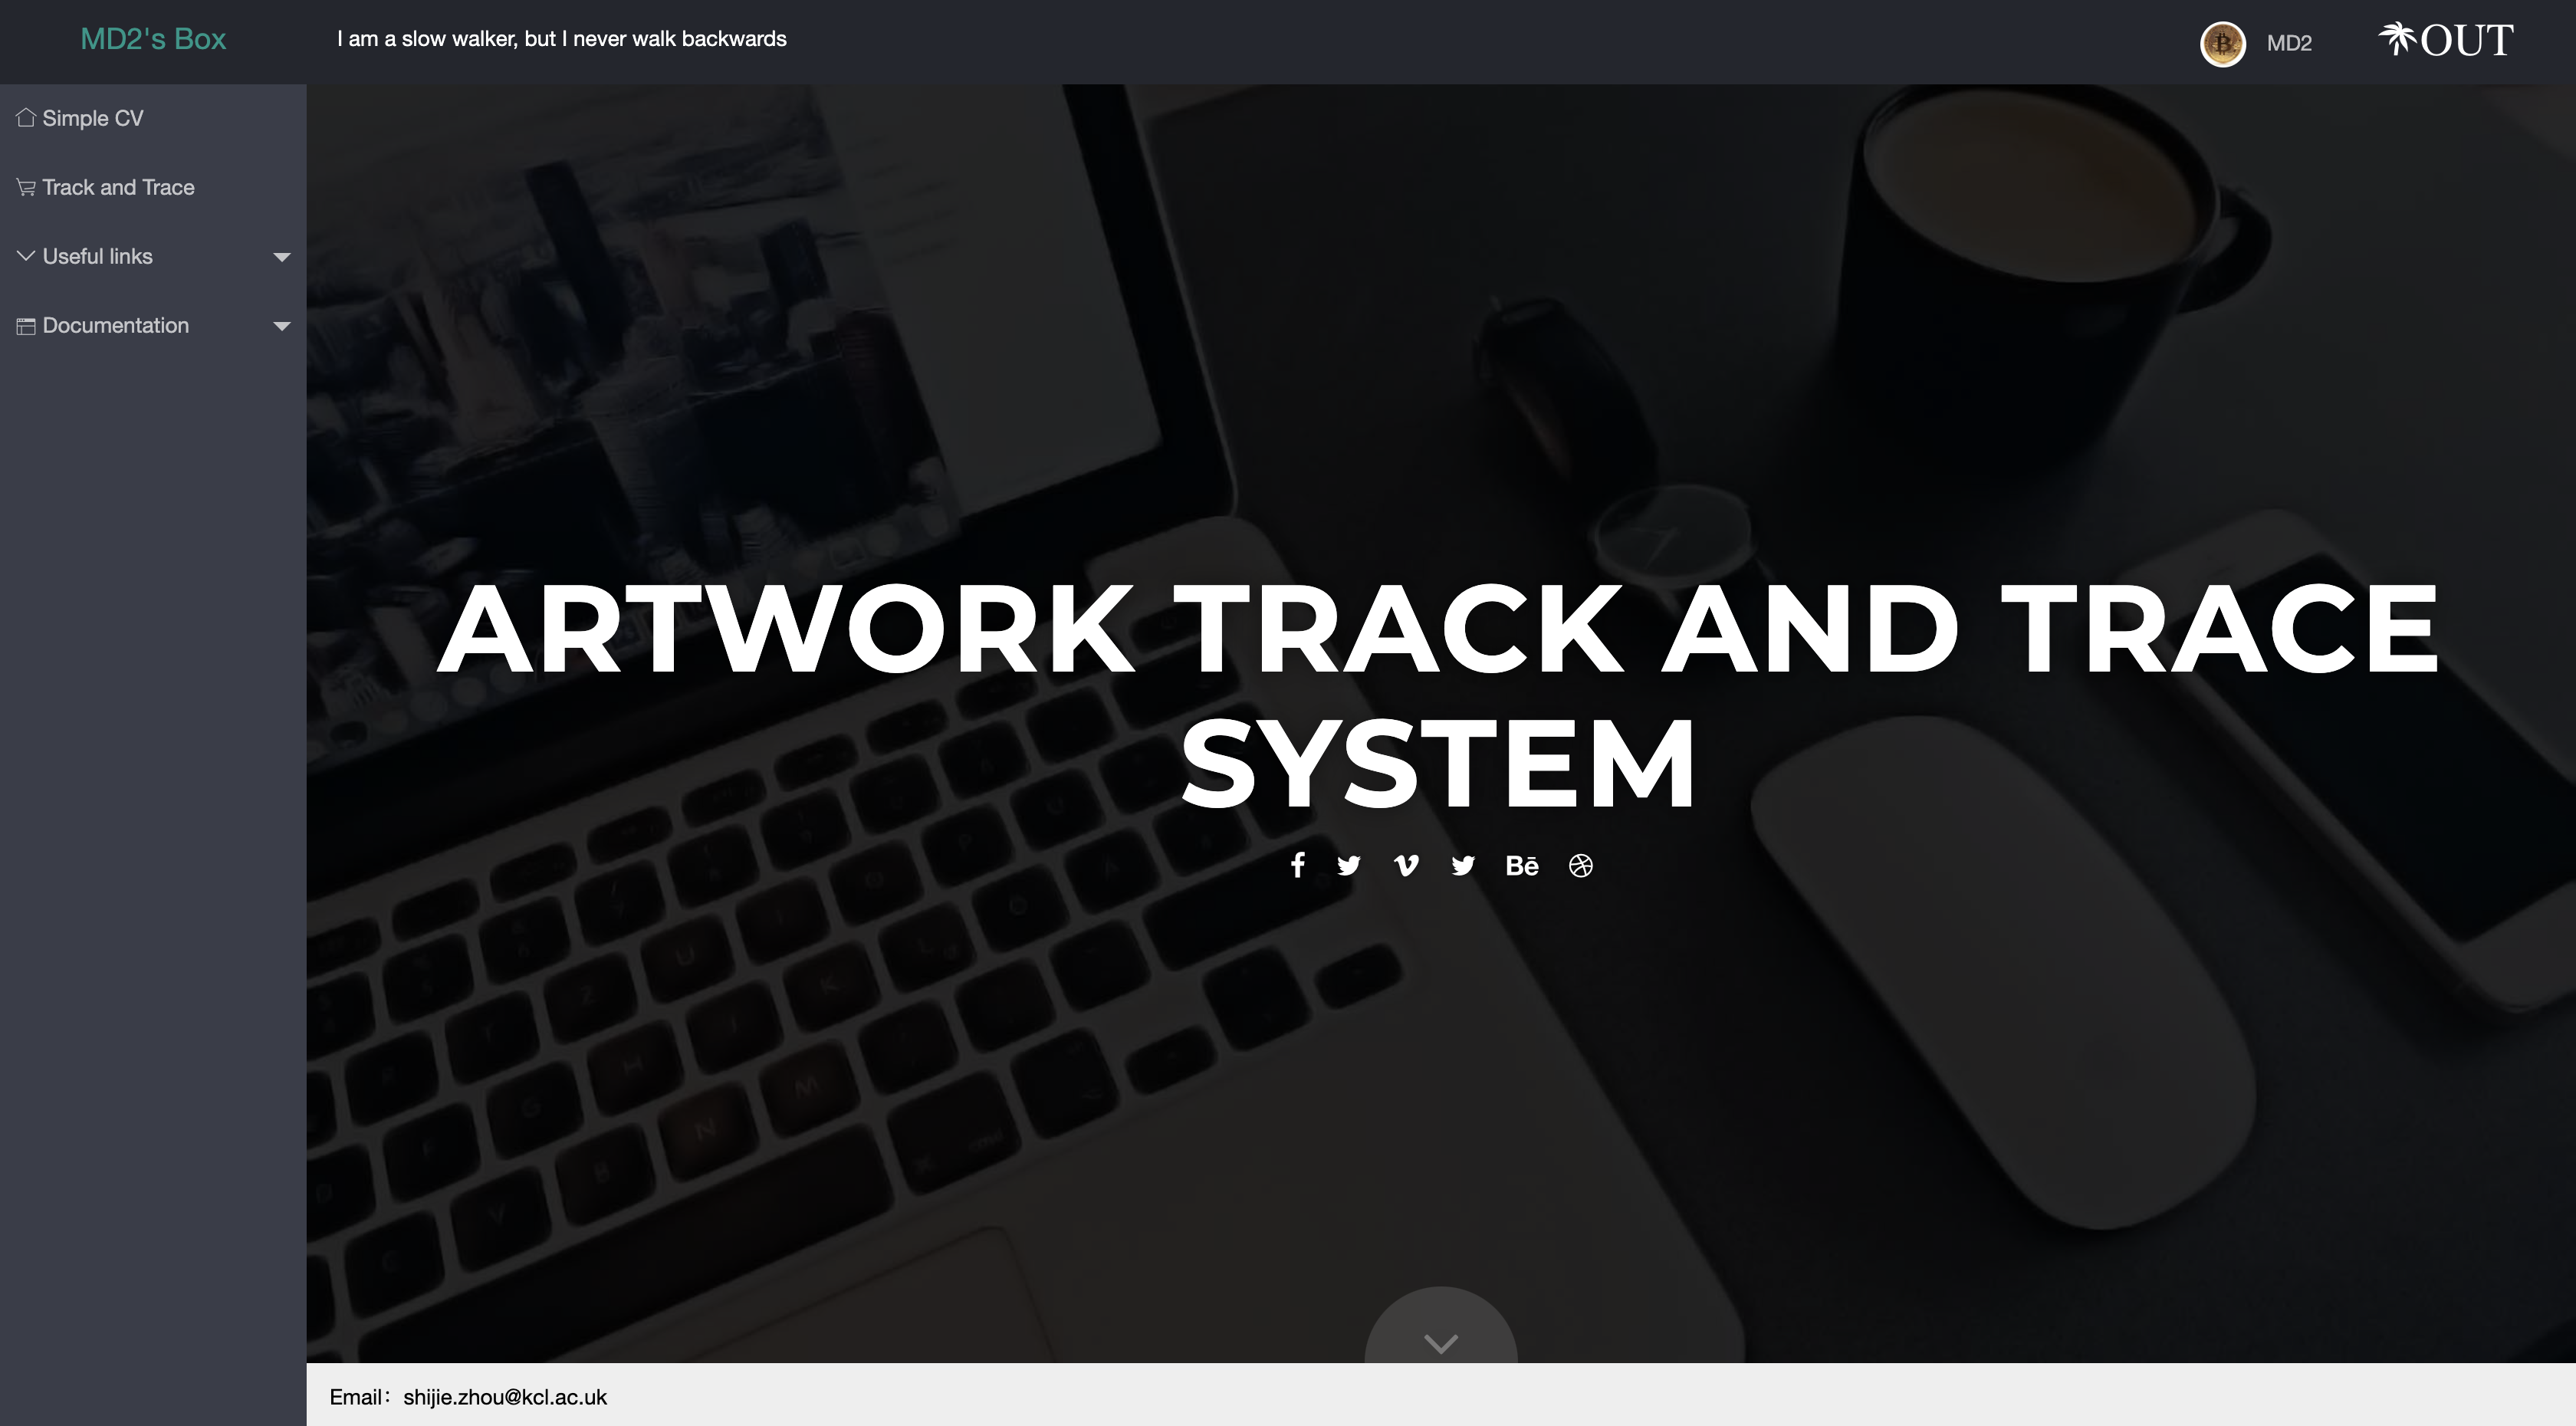 MD2's Box
I am a slow walker, but I never walk backwards
MD2
OUT
Simple CV
Track and Trace
Useful links
Documentation
ARTWORK TRACK AND TRACE
SYSTEM
Bē
Email：shijie.zhou@kcl.ac.uk